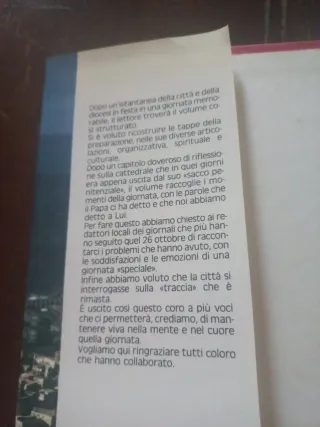 Dopo un'istantanea della città e della
diocesi in festa in una giornata memo-
rabile, il lettore troverà il volume co-
sì strutturato.
Si è voluto ricostruire le tappe della
preparazione, nelle sue diverse artico-
lazioni, organizzativa, spirituale e
culturale.
Dopo un capitolo doveroso di riflessio-
ne sulla cattedrale che in quei giorni
era appena uscita dal suo «sacco pe-
nitenziale», il volume raccoglie i mo-
menti della giornata, con le parole che
il Papa ci ha detto e che noi abbiamo
detto a Lui.
Per fare questo abbiamo chiesto ai re-
dattori locali dei giornali che più han-
no seguito quel 26 ottobre di raccon-
tarci i problemi che hanno avuto, con
le soddisfazioni e le emozioni di una
giornata «speciale».
Infine abbiamo voluto che la città si
interrogasse sulla «traccia» che è
rimasta.
È uscito così questo coro a più voci
che ci permetterà, crediamo, di man-
tenere viva nella mente e nel cuore
quella giornata.
Vogliamo qui ringraziare tutti coloro
che hanno collaborato.